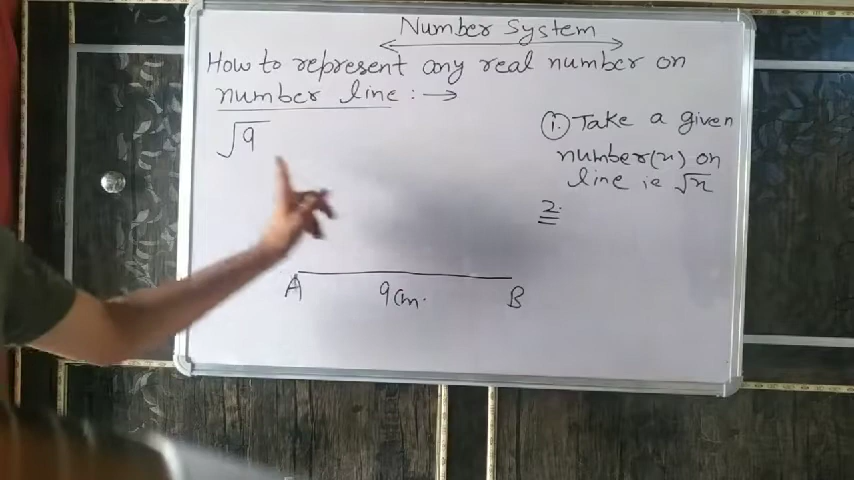 Number System
How to represent any real number on
number line : →
√9
① Take a given
number(x) on
line ie √x
2.
A 9cm. B